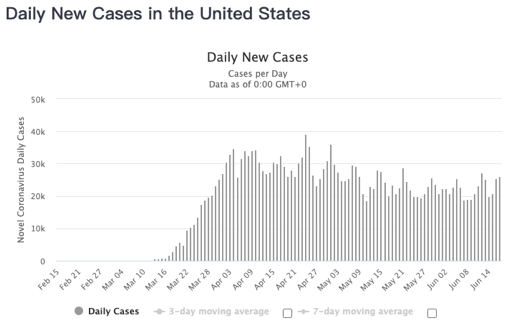 Daily New Cases in the United States
Daily New Cases
Cases per Day
Data as of 0:00 GMT+0
Novel Coronavirus Daily Cases
50k
40k
30k
20k
10k
0
Feb 15
Feb 21
Feb 27
Mar 04
Mar 10
Mar 16
Mar 22
Mar 28
Apr 03
Apr 09
Apr 15
Apr 21
Apr 27
May 03
May 09
May 15
May 21
May 27
Jun 02
Jun 08
Jun 14
Daily Cases 3-day moving average 7-day moving average